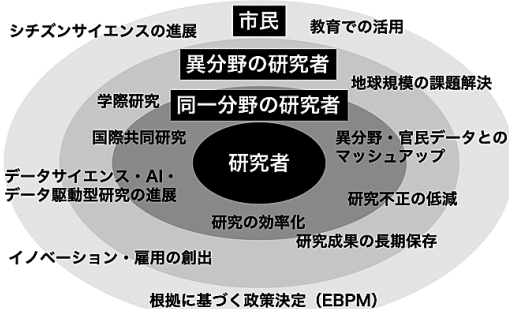 市民
シチズンサイエンスの進展
教育での活用
異分野の研究者
地球規模の課題解決
学際研究
同一分野の研究者
国際共同研究
異分野・官民データとの
マッシュアップ
研究者
データサイエンス・AI・
データ駆動型研究の進展
研究不正の低減
研究の効率化
研究成果の長期保存
イノベーション・雇用の創出
根拠に基づく政策決定（EBPM）